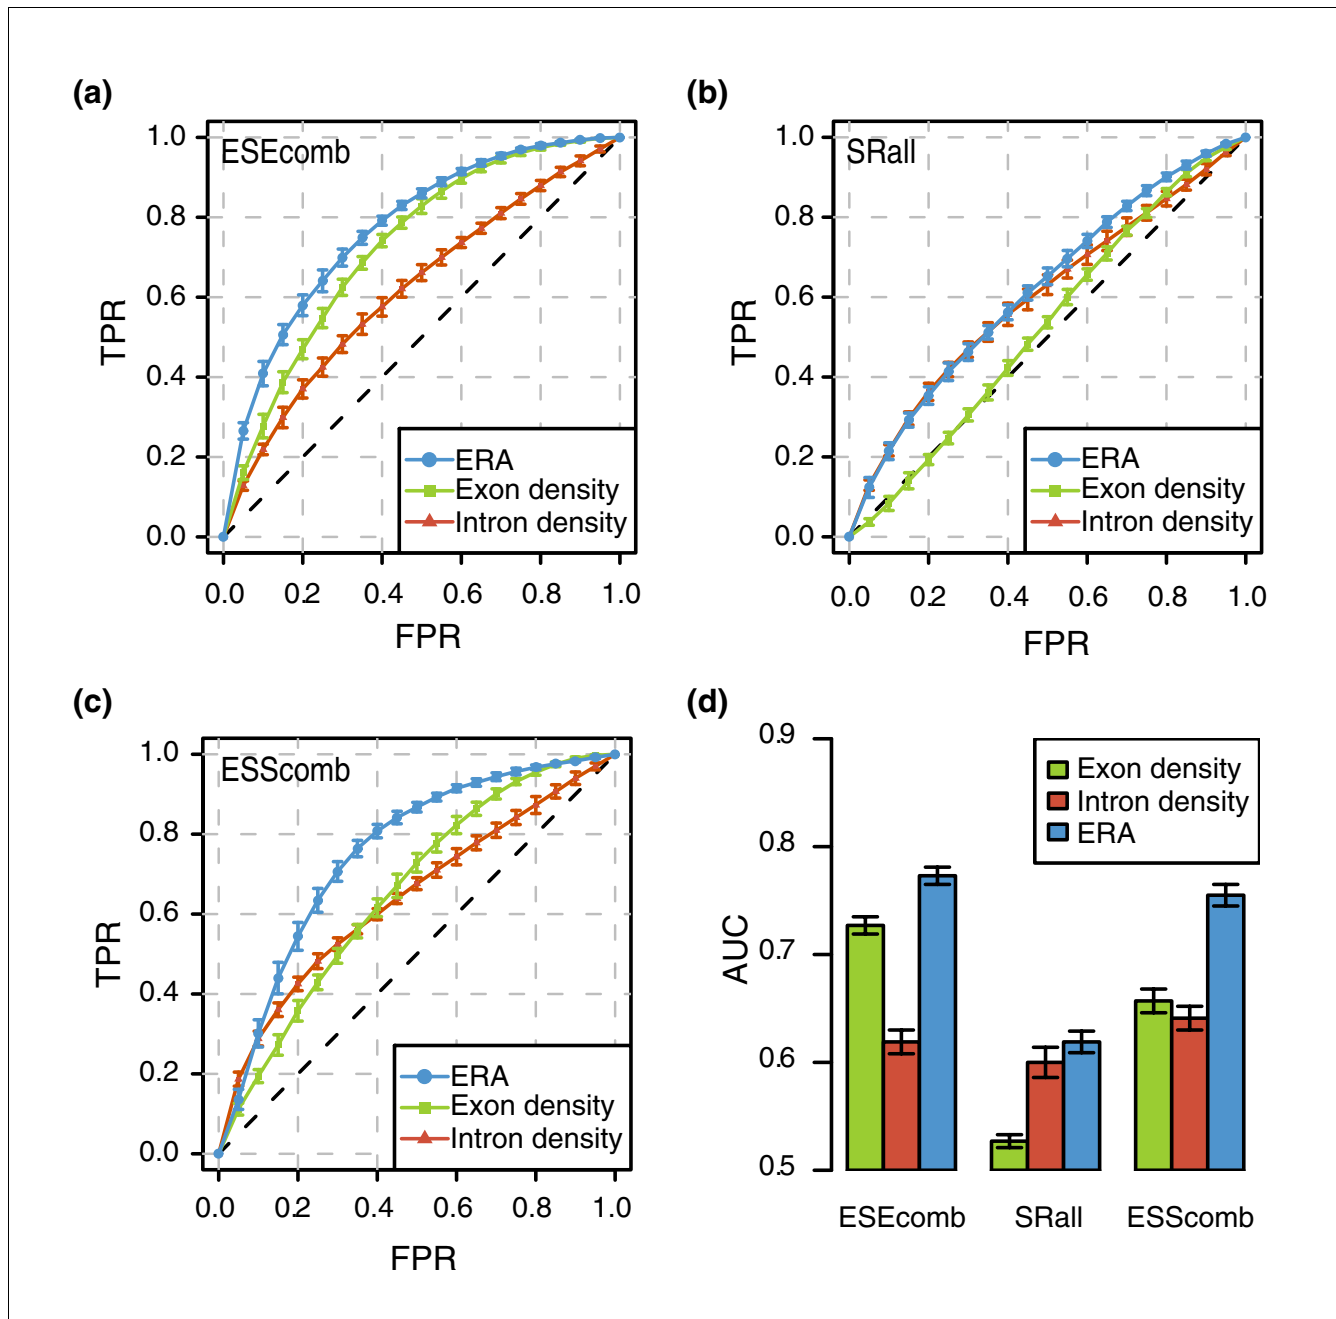 (a)
ESEcomb
TPR
1.0
0.8
0.6
0.4
0.2
0.0
ERA
Exon density
Intron density
0.0 0.2 0.4 0.6 0.8 1.0
FPR
(b)
SRall
TPR
1.0
0.8
0.6
0.4
0.2
0.0
ERA
Exon density
Intron density
0.0 0.2 0.4 0.6 0.8 1.0
FPR
(c)
ESScomb
TPR
1.0
0.8
0.6
0.4
0.2
0.0
ERA
Exon density
Intron density
0.0 0.2 0.4 0.6 0.8 1.0
FPR
(d)
AUC
0.9
0.8
0.7
0.6
0.5
Exon density
Intron density
ERA
ESEcomb SRall ESScomb